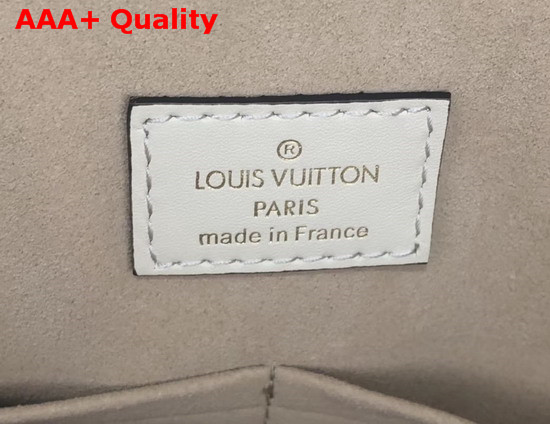 AAA+ Quality
®
LOUIS VUITTON
PARIS
made in France